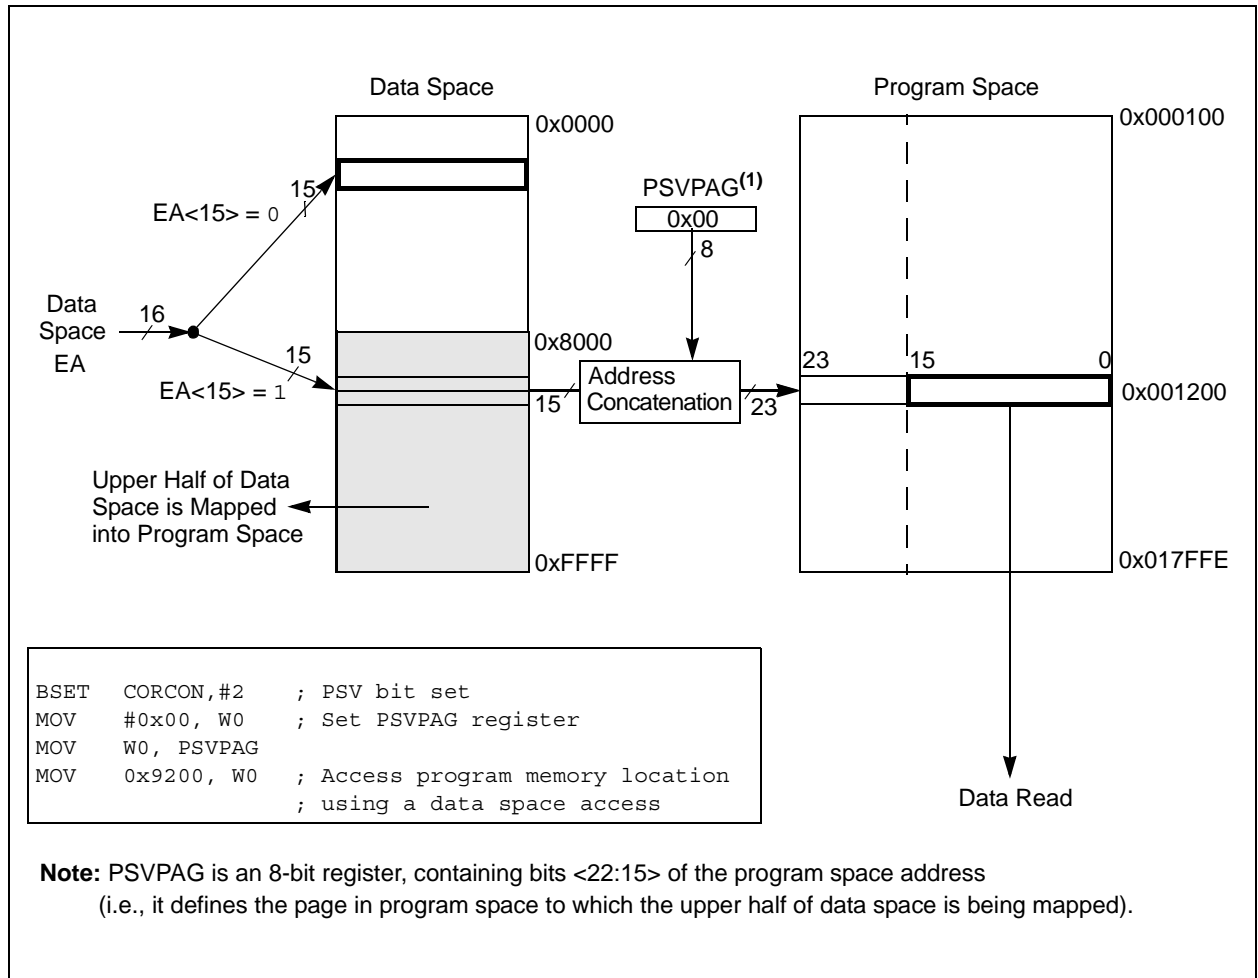 Data Space
Program Space
0x0000
0x000100
15
EA<15> = 0
PSVPAG(1)
0x00
8
Data
Space
EA
16
15
EA<15> = 1
0x8000
15
Address
Concatenation
23
23
15
0
0x001200
Upper Half of Data
Space is Mapped
into Program Space
0xFFFF
0x017FFE
BSET CORCON,#2 ; PSV bit set
MOV #0x00, W0 ; Set PSVPAG register
MOV W0, PSVPAG
MOV 0x9200, W0 ; Access program memory location
; using a data space access
Data Read
Note: PSVPAG is an 8-bit register, containing bits <22:15> of the program space address
(i.e., it defines the page in program space to which the upper half of data space is being mapped).